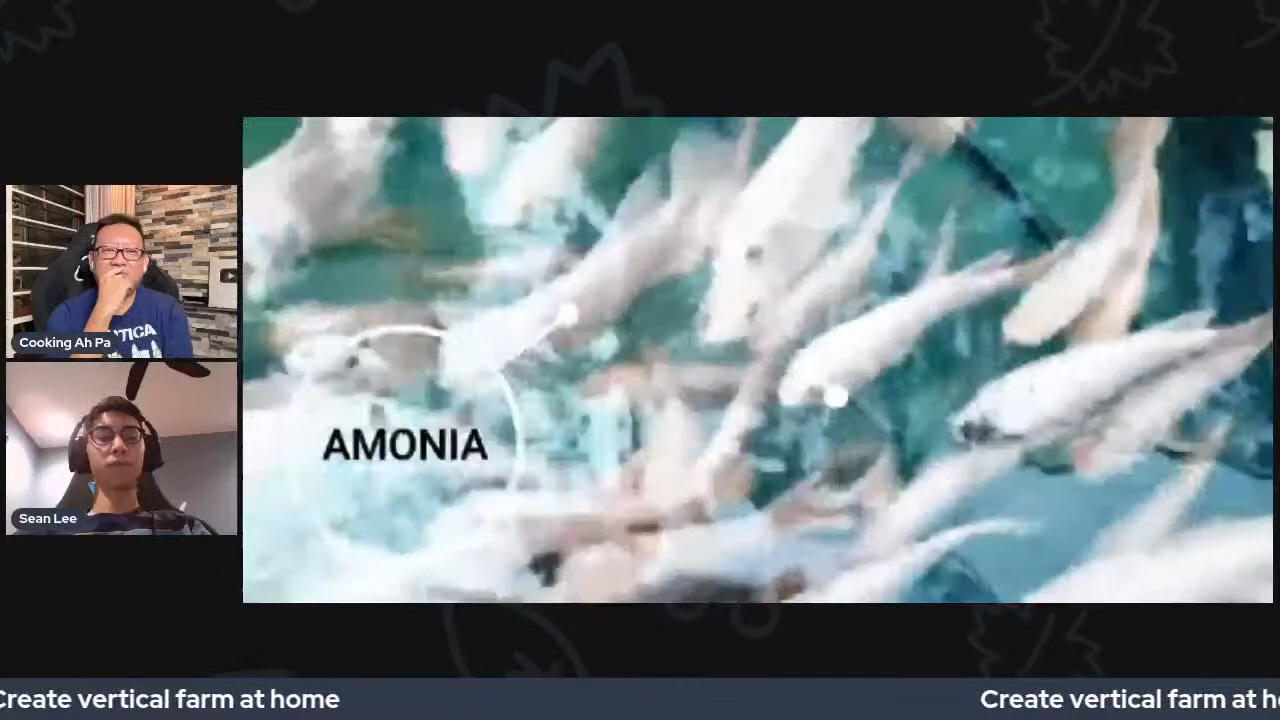 Cooking Ah Pa
Sean Lee
AMONIA
Create vertical farm at home
Create vertical farm at